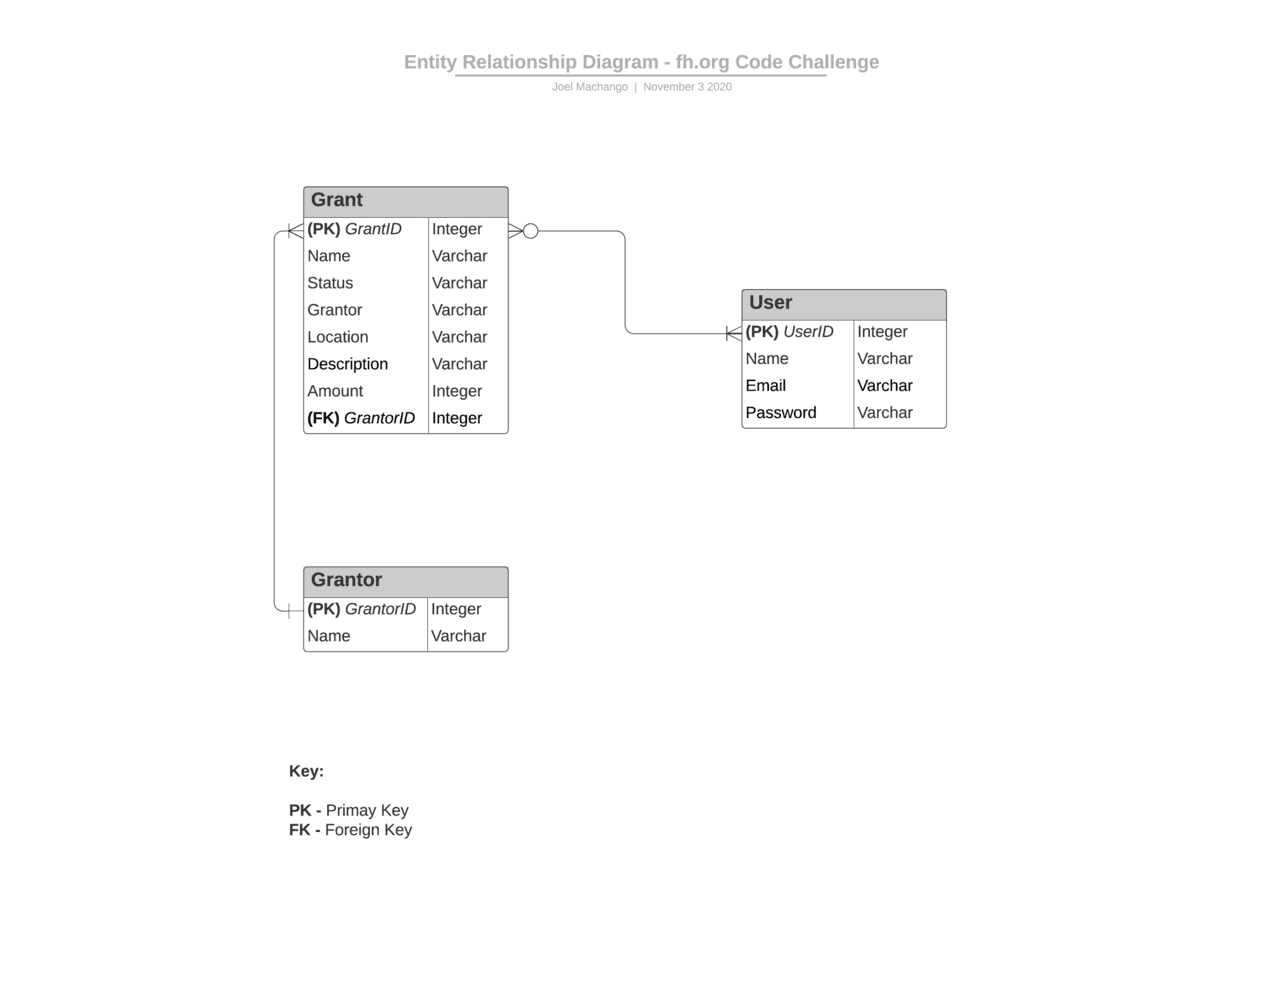 Entity Relationship Diagram - fh.org Code Challenge
Joel Machango | November 3 2020
Grant
(PK) GrantID Integer
Name Varchar
Status Varchar
Grantor Varchar
Location Varchar
Description Varchar
Amount Integer
(FK) GrantorID Integer
User
(PK) UserID Integer
Name Varchar
Email Varchar
Password Varchar
Grantor
(PK) GrantorID Integer
Name Varchar
Key:
PK - Primay Key
FK - Foreign Key